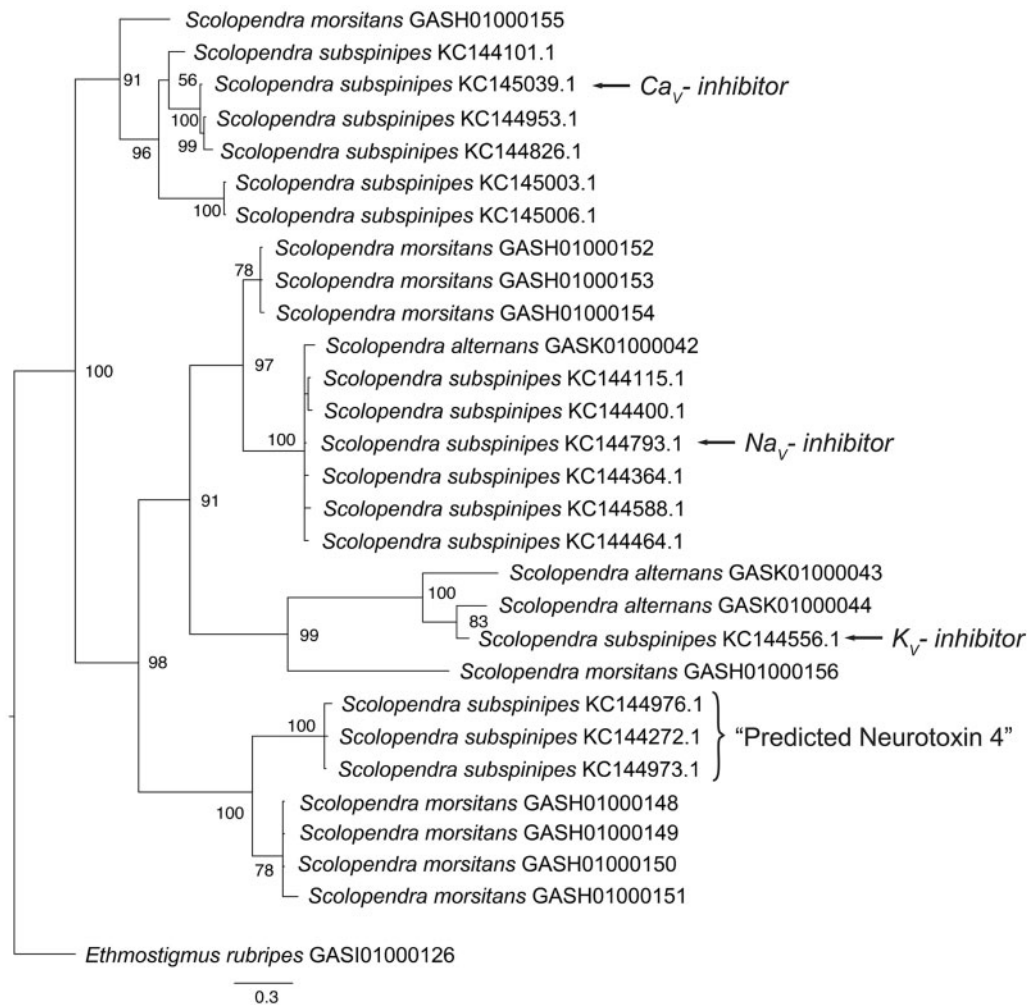 Scolopendra morsitans GASH01000155
Scolopendra subspinipes KC144101.1
91
56
Scolopendra subspinipes KC145039.1 Cav- inhibitor
100
Scolopendra subspinipes KC144953.1
96
99
Scolopendra subspinipes KC144826.1
Scolopendra subspinipes KC145003.1
100
Scolopendra subspinipes KC145006.1
Scolopendra morsitans GASH01000152
78
Scolopendra morsitans GASH01000153
Scolopendra morsitans GASH01000154
Scolopendra alternans GASK01000042
100
97
Scolopendra subspinipes KC144115.1
Scolopendra subspinipes KC144400.1
100
Scolopendra subspinipes KC144793.1 Nav- inhibitor
Scolopendra subspinipes KC144364.1
91
Scolopendra subspinipes KC144588.1
Scolopendra subspinipes KC144464.1
Scolopendra alternans GASK01000043
100
Scolopendra alternans GASK01000044
83
99
Scolopendra subspinipes KC144556.1 Kv- inhibitor
98
Scolopendra morsitans GASH01000156
Scolopendra subspinipes KC144976.1
100
Scolopendra subspinipes KC144272.1 “Predicted Neurotoxin 4”
Scolopendra subspinipes KC144973.1
100
Scolopendra morsitans GASH01000148
Scolopendra morsitans GASH01000149
78
Scolopendra morsitans GASH01000150
Scolopendra morsitans GASH01000151
Ethmostigmus rubripes GASI01000126
0.3